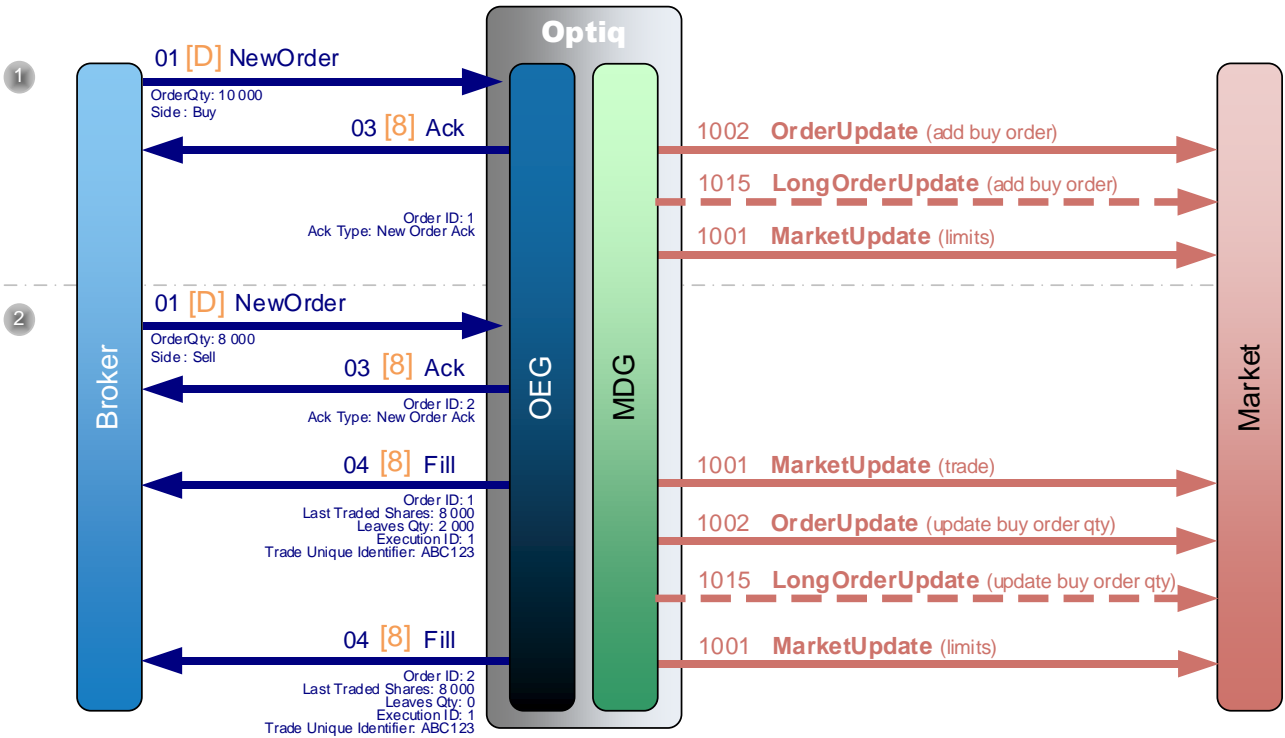 Optiq
1
01 [D] NewOrder
OrderQty: 10 000
Side : Buy
03 [8] Ack
Order ID: 1
Ack Type: New Order Ack
1002 OrderUpdate (add buy order)
1015 LongOrderUpdate (add buy order)
1001 MarketUpdate (limits)
2
01 [D] NewOrder
OrderQty: 8 000
Side : Sell
03 [8] Ack
Order ID: 2
Ack Type: New Order Ack
04 [8] Fill
Order ID: 1
Last Traded Shares: 8 000
Leaves Qty: 2 000
Execution ID: 1
Trade Unique Identifier: ABC123
04 [8] Fill
Order ID: 2
Last Traded Shares: 8 000
Leaves Qty: 0
Execution ID: 1
Trade Unique Identifier: ABC123
1001 MarketUpdate (trade)
1002 OrderUpdate (update buy order qty)
1015 LongOrderUpdate (update buy order qty)
1001 MarketUpdate (limits)
Broker
OEG
MDG
Market